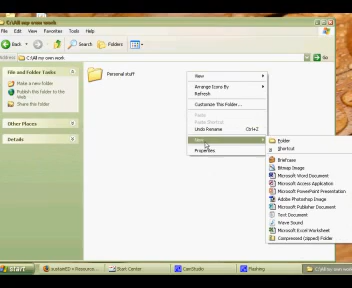 C:\All my own work
File Edit View Favorites Tools Help
Back Search Folders
Address C:\All my own work Go
File and Folder Tasks
Make a new folder
Publish this folder to the
Web
Share this folder
Other Places
Details
Personal stuff
View
Arrange Icons By
Refresh
Customize This Folder...
Paste
Paste Shortcut
Undo Rename Ctrl+Z
New
Properties
Folder
Shortcut
Briefcase
Bitmap Image
Microsoft Word Document
Microsoft Access Application
Microsoft PowerPoint Presentation
Adobe Photoshop Image
Microsoft Publisher Document
Text Document
Wave Sound
Microsoft Excel Worksheet
Compressed (zipped) Folder
start Start Center CamStudio Flashing C:\All my own work